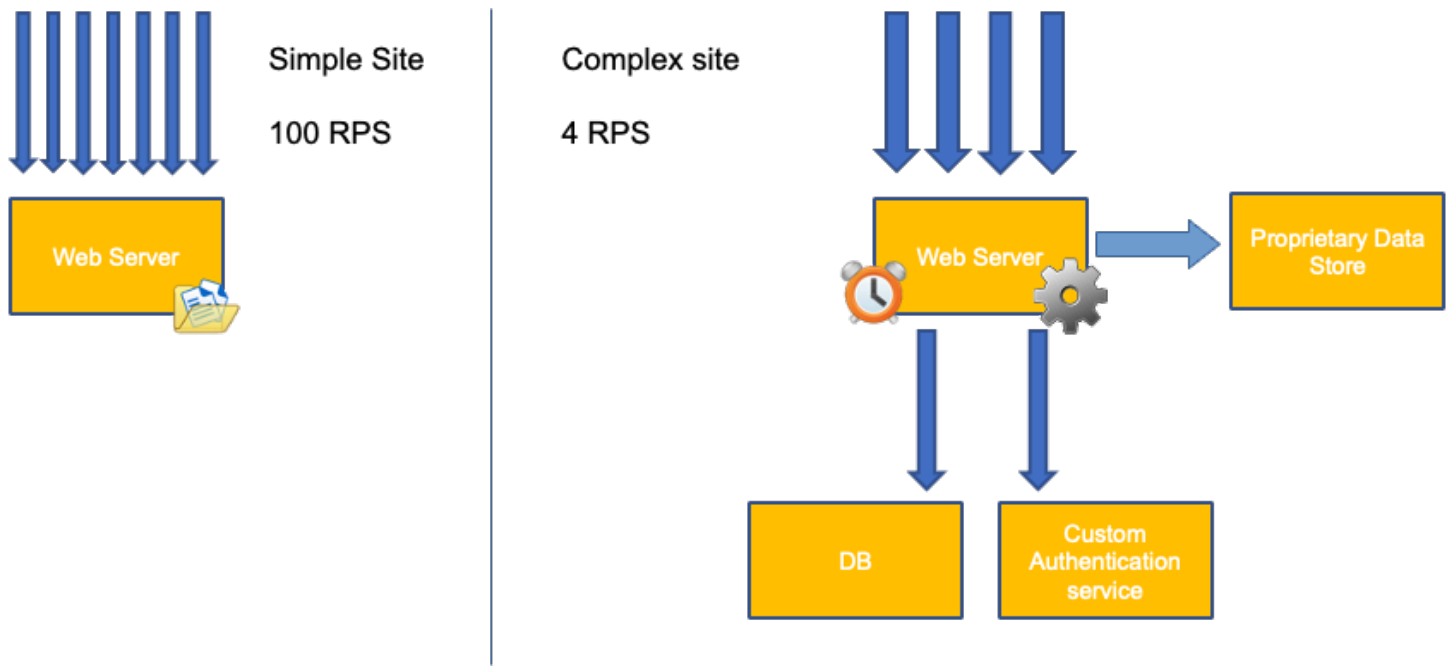 Simple Site
100 RPS
Web Server
Complex site
4 RPS
Web Server
Proprietary Data
Store
DB
Custom
Authentication
service